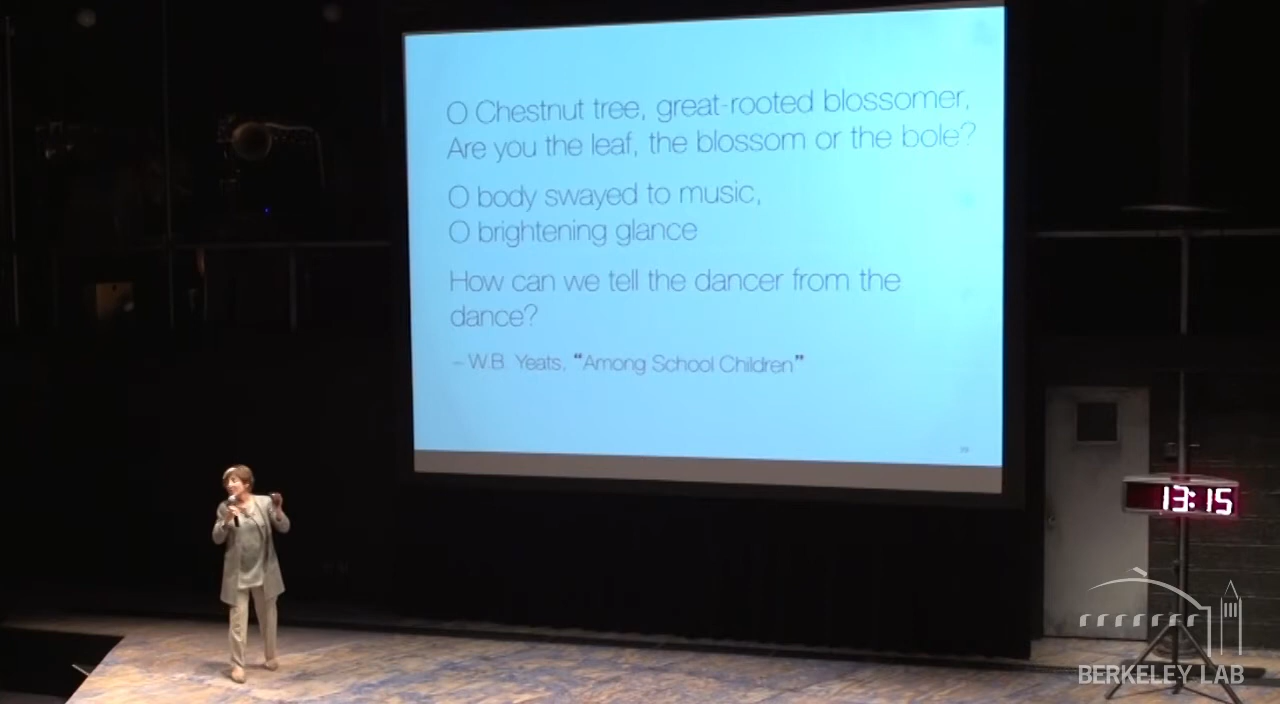 O Chestnut tree, great-rooted blossomer,
Are you the leaf, the blossom or the bole?
O body swayed to music,
O brightening glance
How can we tell the dancer from the
dance?
– W.B. Yeats, "Among School Children"
13:15
BERKELEY LAB